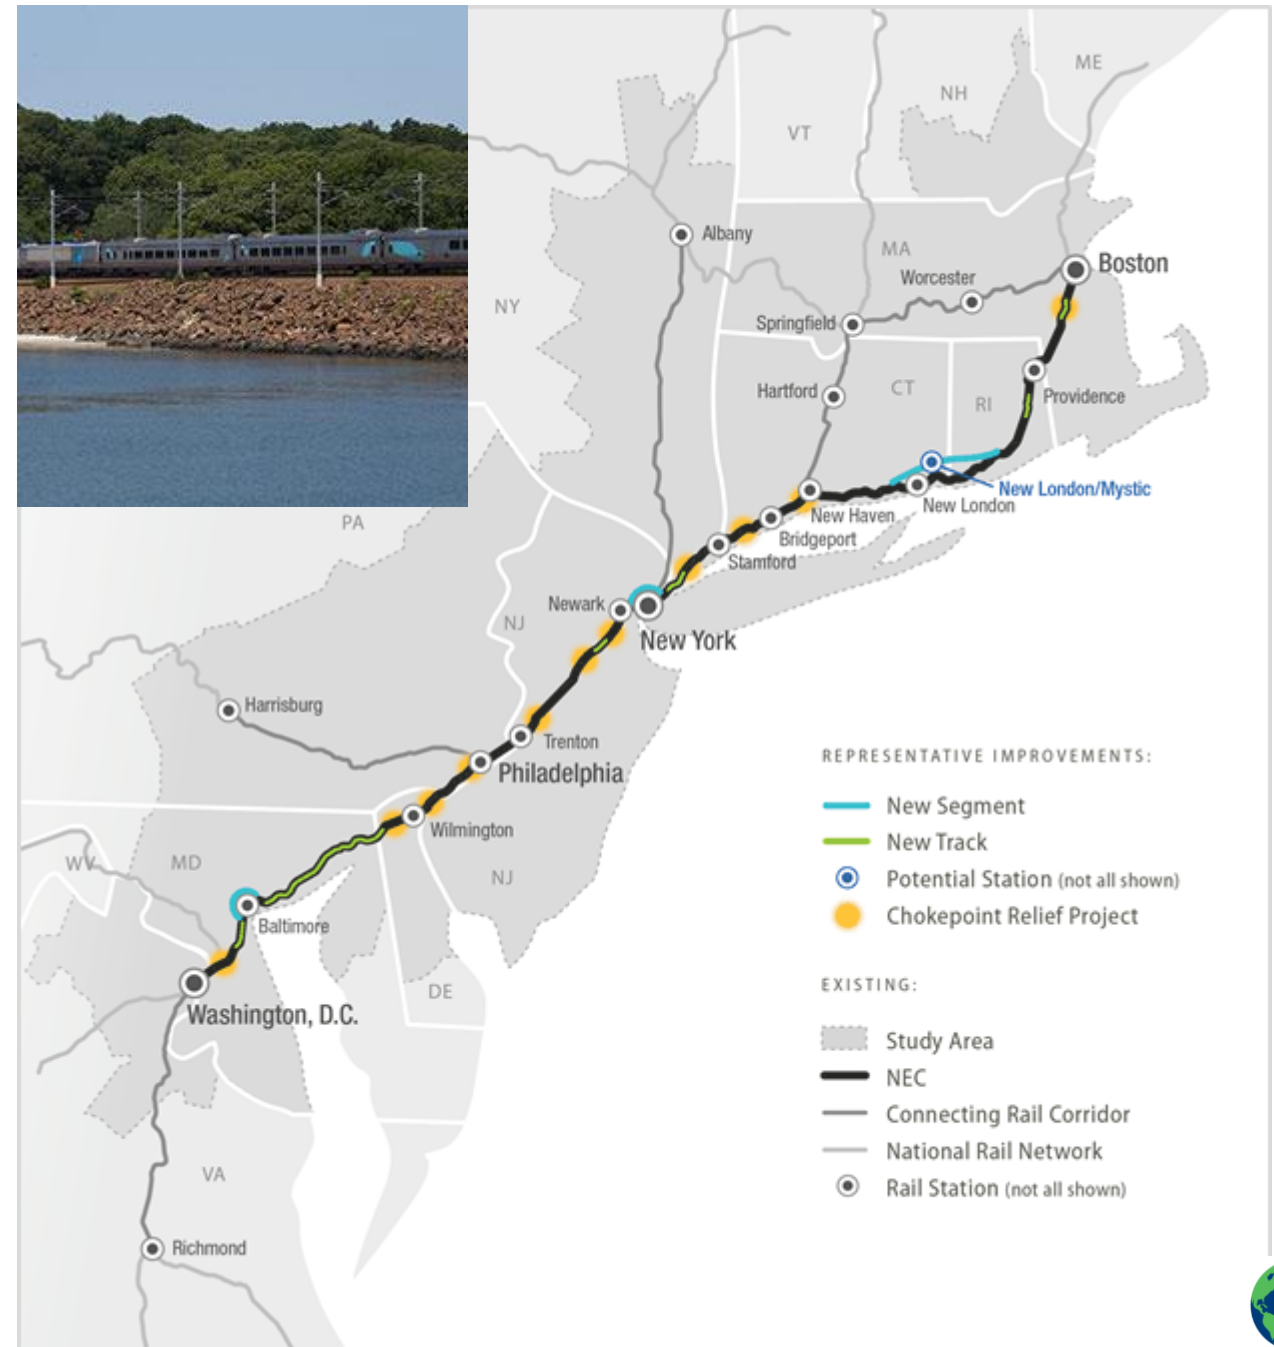 ME
NH
VT
Albany
MA
Boston
Worcester
NY
Springfield
Hartford
CT
RI
Providence
New London/Mystic
New London
New Haven
Bridgeport
Stamford
PA
Newark
NJ
New York
Harrisburg
Trenton
Philadelphia
Wilmington
WV
MD
NJ
Baltimore
DE
Washington, D.C.
VA
Richmond
REPRESENTATIVE IMPROVEMENTS:
New Segment
New Track
Potential Station (not all shown)
Chokepoint Relief Project
EXISTING:
Study Area
NEC
Connecting Rail Corridor
National Rail Network
Rail Station (not all shown)